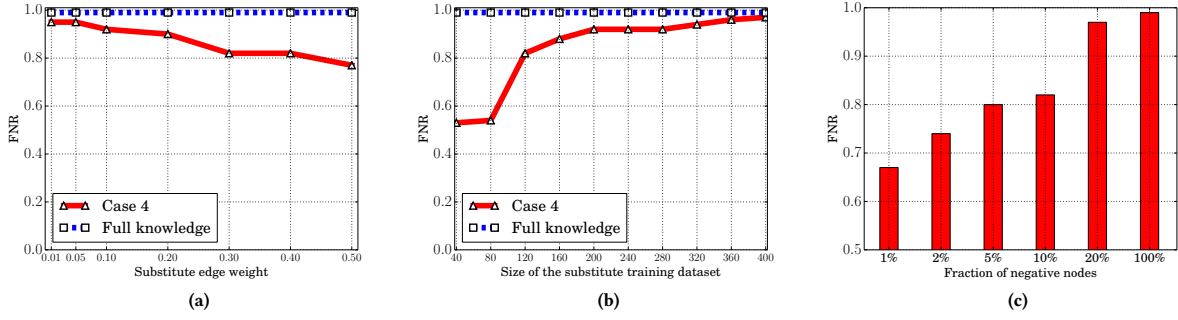 1.0
0.8
0.6
0.4
0.2
0.0
FNR
Case 4
Full knowledge
0.01 0.05 0.10 0.20 0.30 0.40 0.50
Substitute edge weight
(a)
1.0
0.8
0.6
0.4
0.2
0.0
FNR
Case 4
Full knowledge
40 80 120 160 200 240 280 320 360 400
Size of the substitute training dataset
(b)
1.0
0.9
0.8
0.7
0.6
0.5
FNR
1% 2% 5% 10% 20% 100%
Fraction of negative nodes
(c)